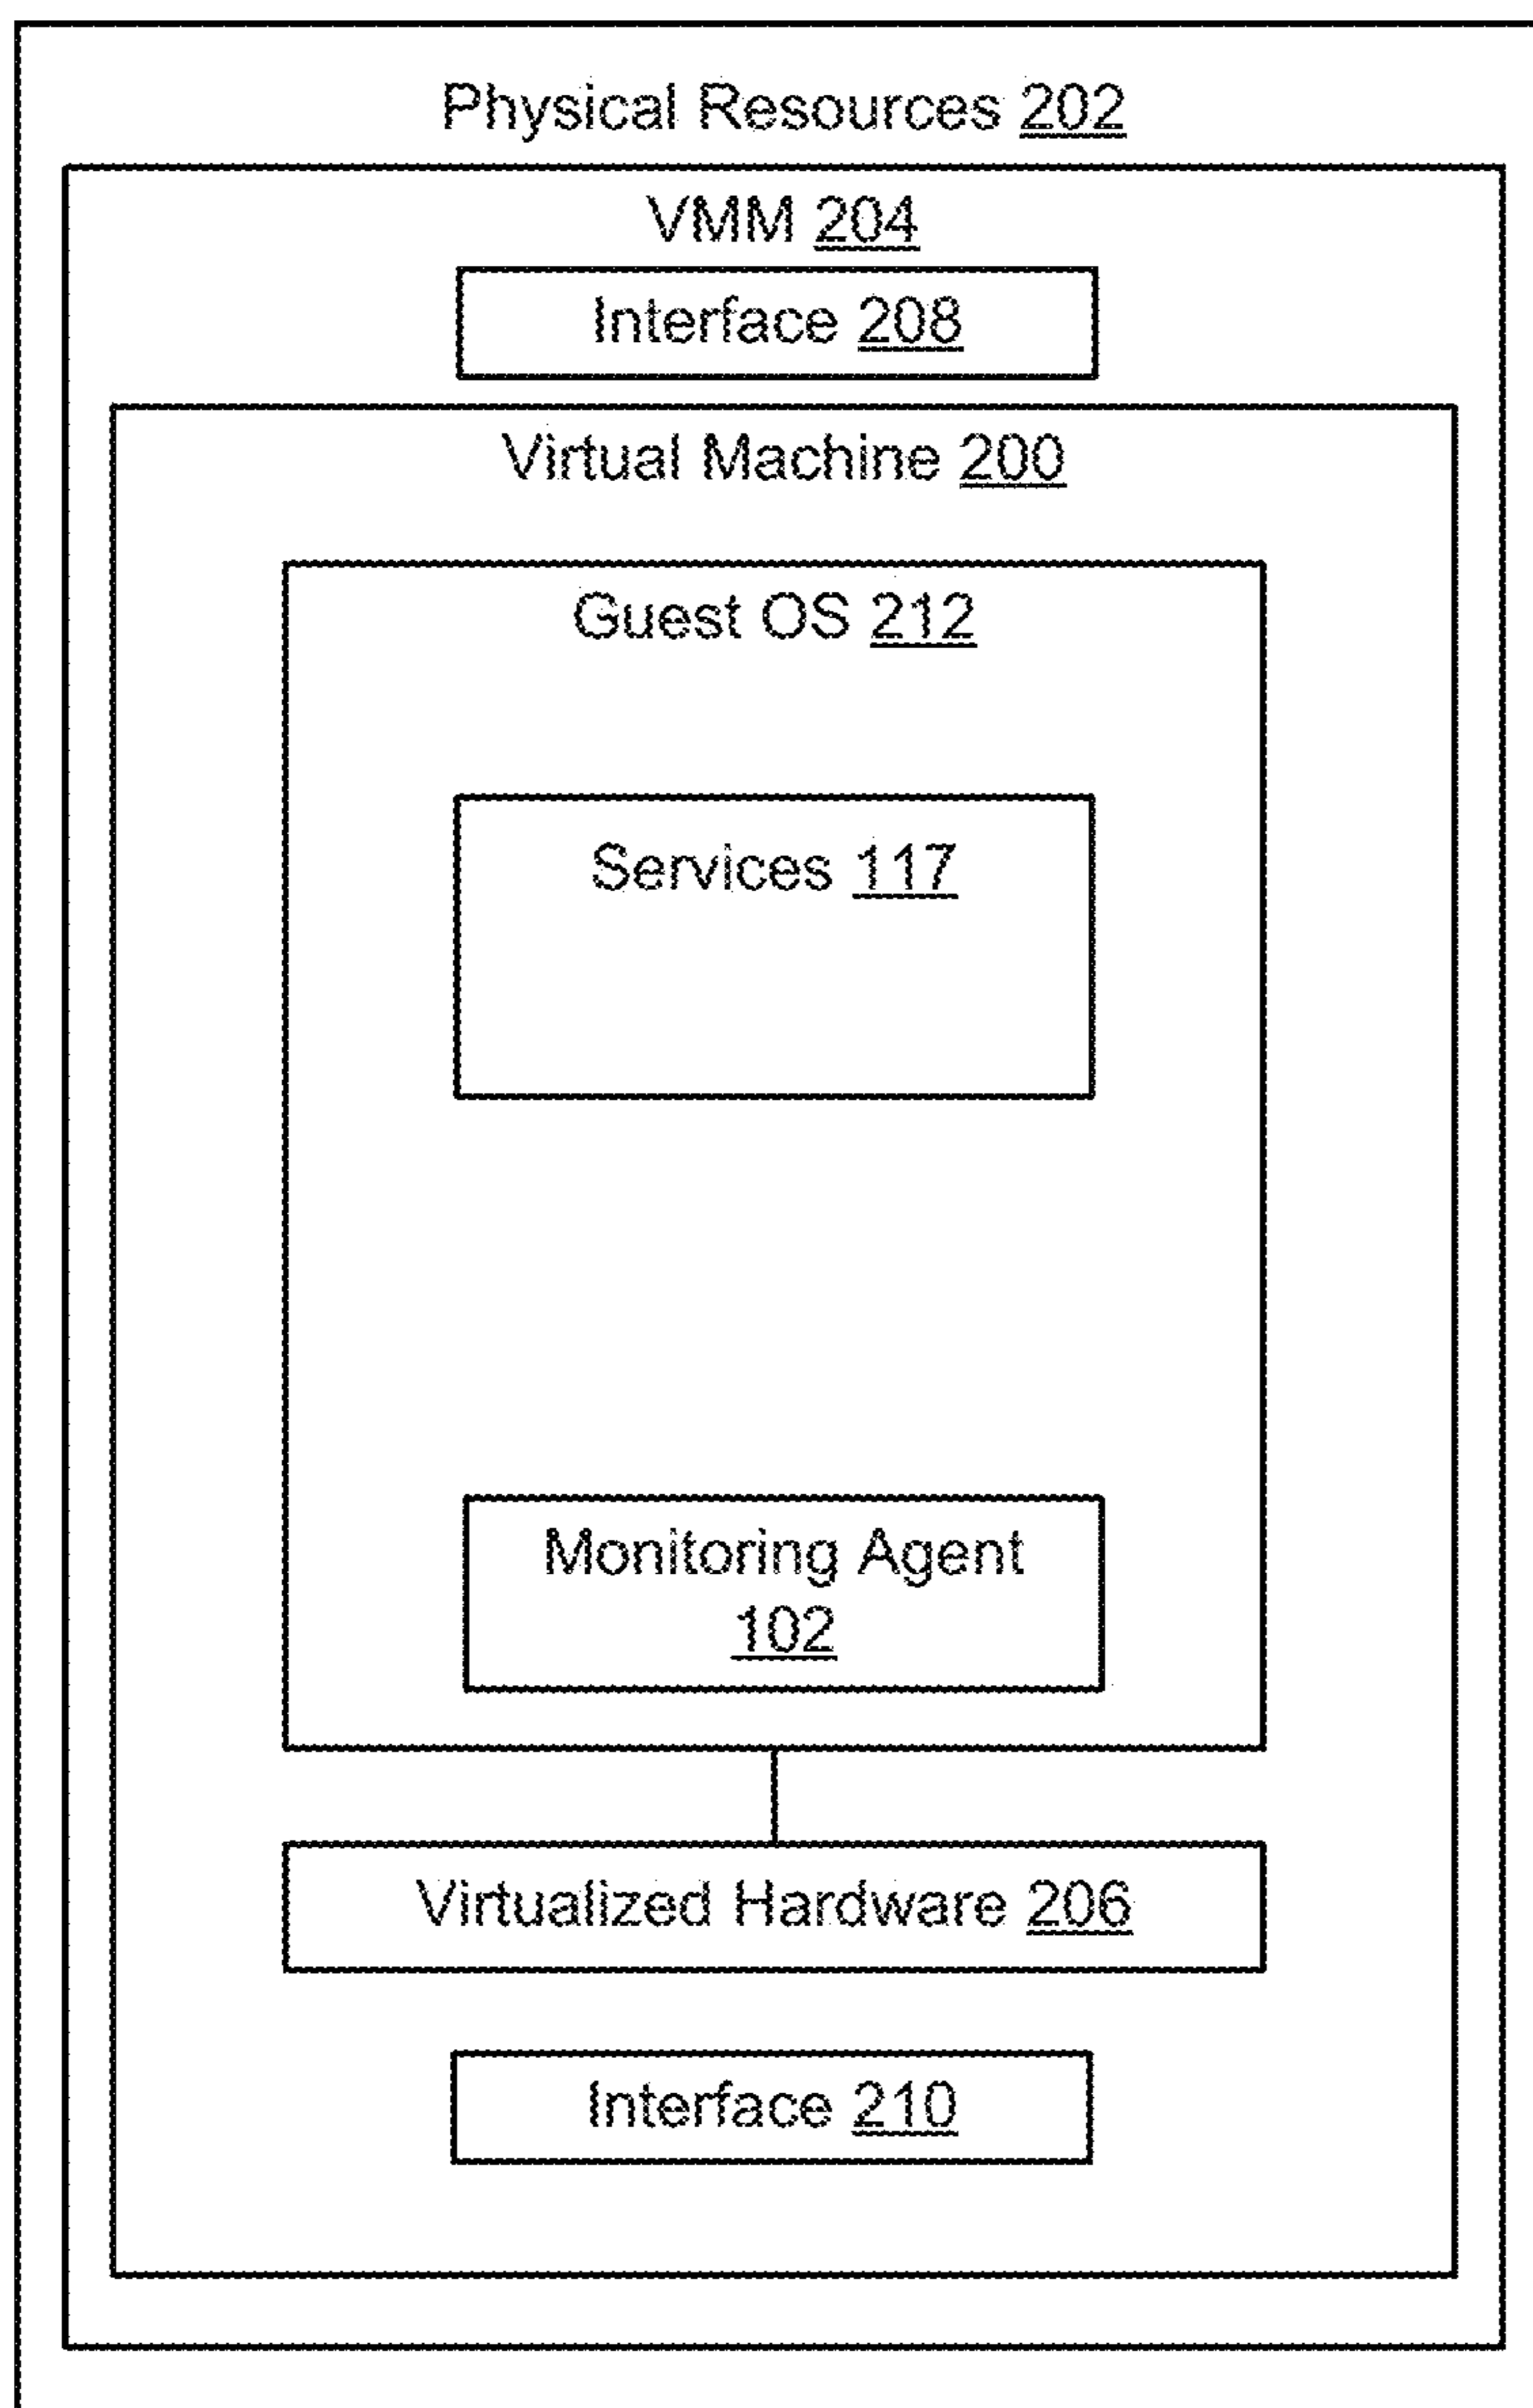 Physical Resources 202
VMM 204
Interface 208
Virtual Machine 200
Guest OS 212
Services 117
Monitoring Agent
102
Virtualized Hardware 206
Interface 210